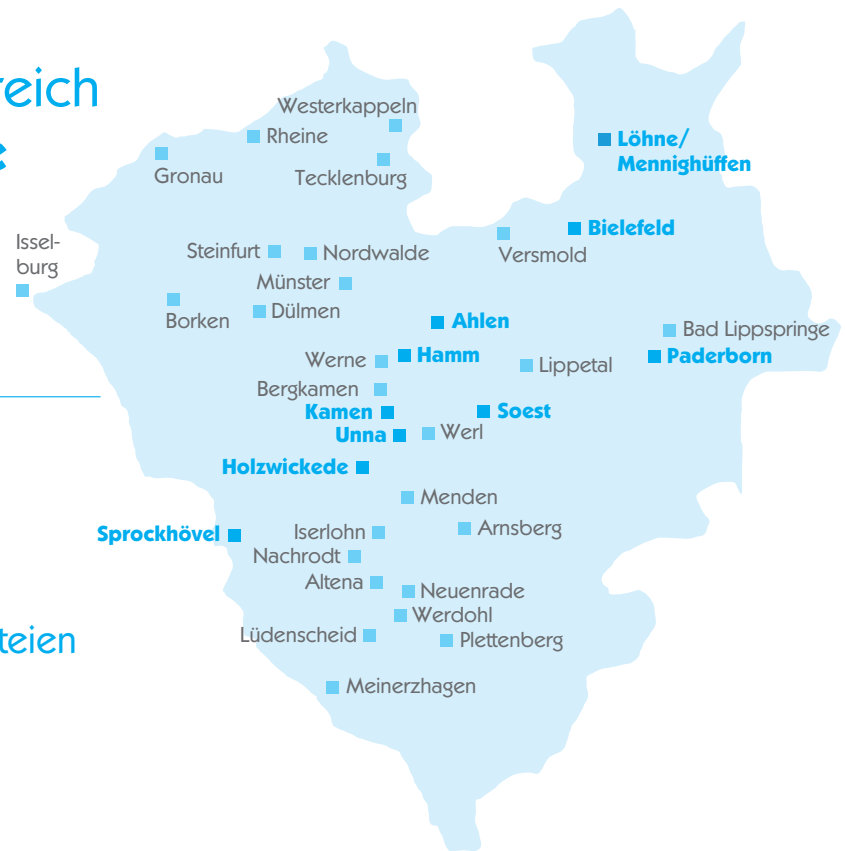 reich
e
Westerkappeln
Rheine
Gronau
Tecklenburg
Löhne/
Mennighüffen
Issel-
burg
Steinfurt
Nordwalde
Versmold
Bielefeld
Münster
Borken
Dülmen
Ahlen
Bad Lippspringe
Werne
Hamm
Lippetal
Paderborn
Bergkamen
Kamen
Soest
Unna
Werl
Holzwickede
Menden
Sprockhövel
Iserlohn
Arnsberg
Nachrodt
Altena
Neuenrade
Werdohl
teien
Lüdenscheid
Plettenberg
Meinerzhagen